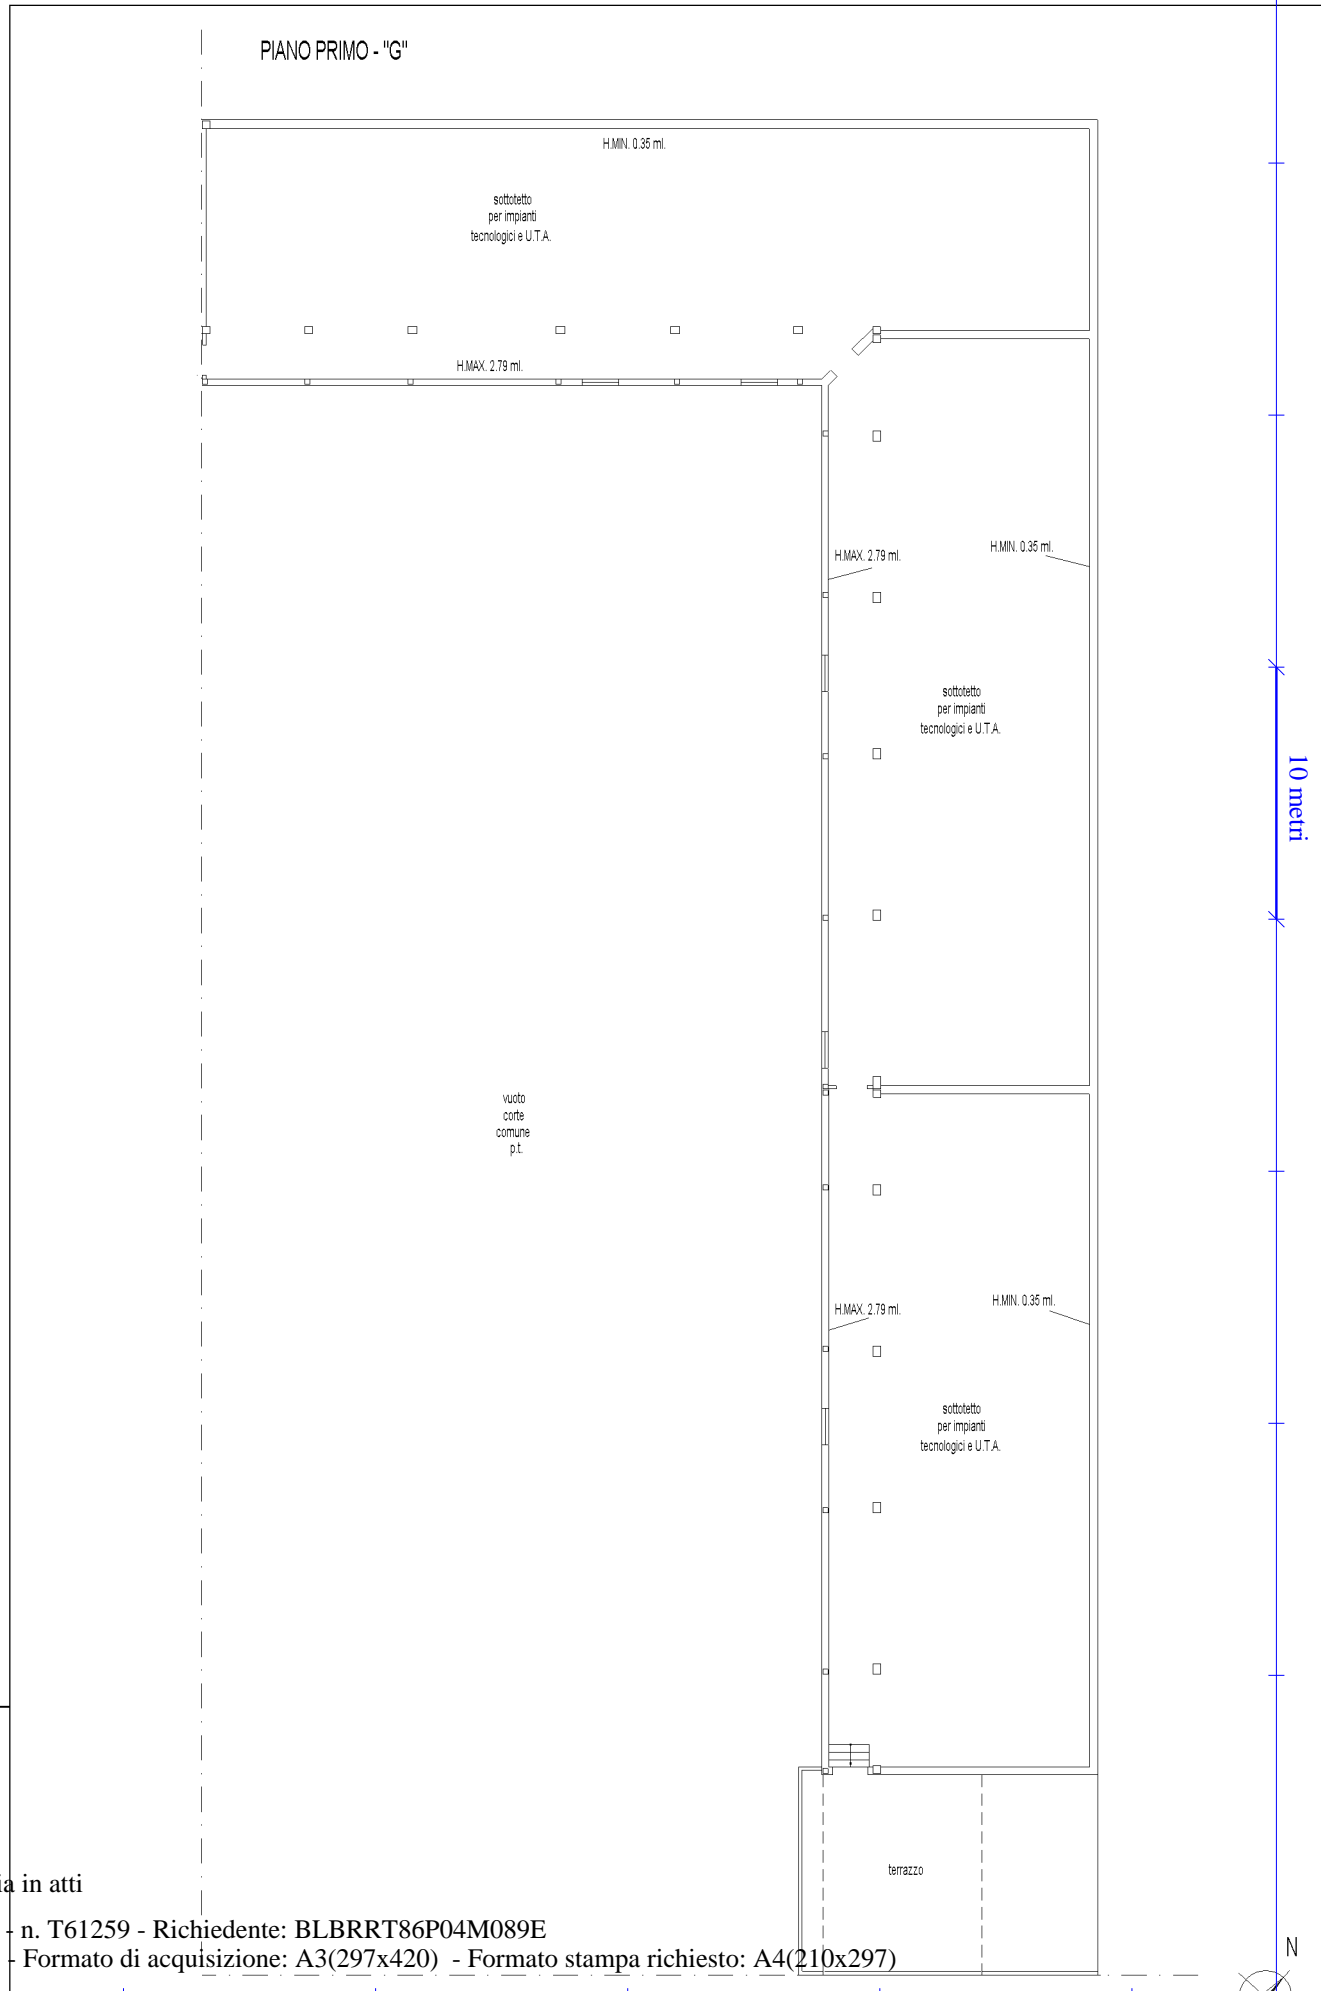 PIANO PRIMO - "G"
H.MIN. 0.35 ml.
sottotetto
per impianti
tecnologici e U.T.A.
H.MAX. 2.79 ml.
H.MAX. 2.79 ml.
H.MIN. 0.35 ml.
sottotetto
per impianti
tecnologici e U.T.A.
10 metri
vuoto
corte
comune
p.t.
H.MAX. 2.79 ml.
H.MIN. 0.35 ml.
sottotetto
per impianti
tecnologici e U.T.A.
terrazzo
in atti
- n. T61259 - Richiedente: BLBRRT86P04M089E
- Formato di acquisizione: A3(297x420) - Formato stampa richiesto: A4(210x297)
N